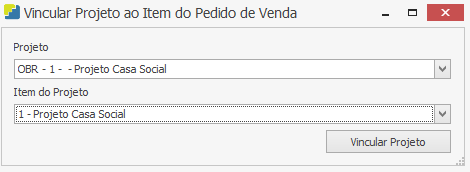 Vincular Projeto ao Item do Pedido de Venda
Projeto
OBR - 1 -  - Projeto Casa Social
Item do Projeto
1 - Projeto Casa Social
Vincular Projeto